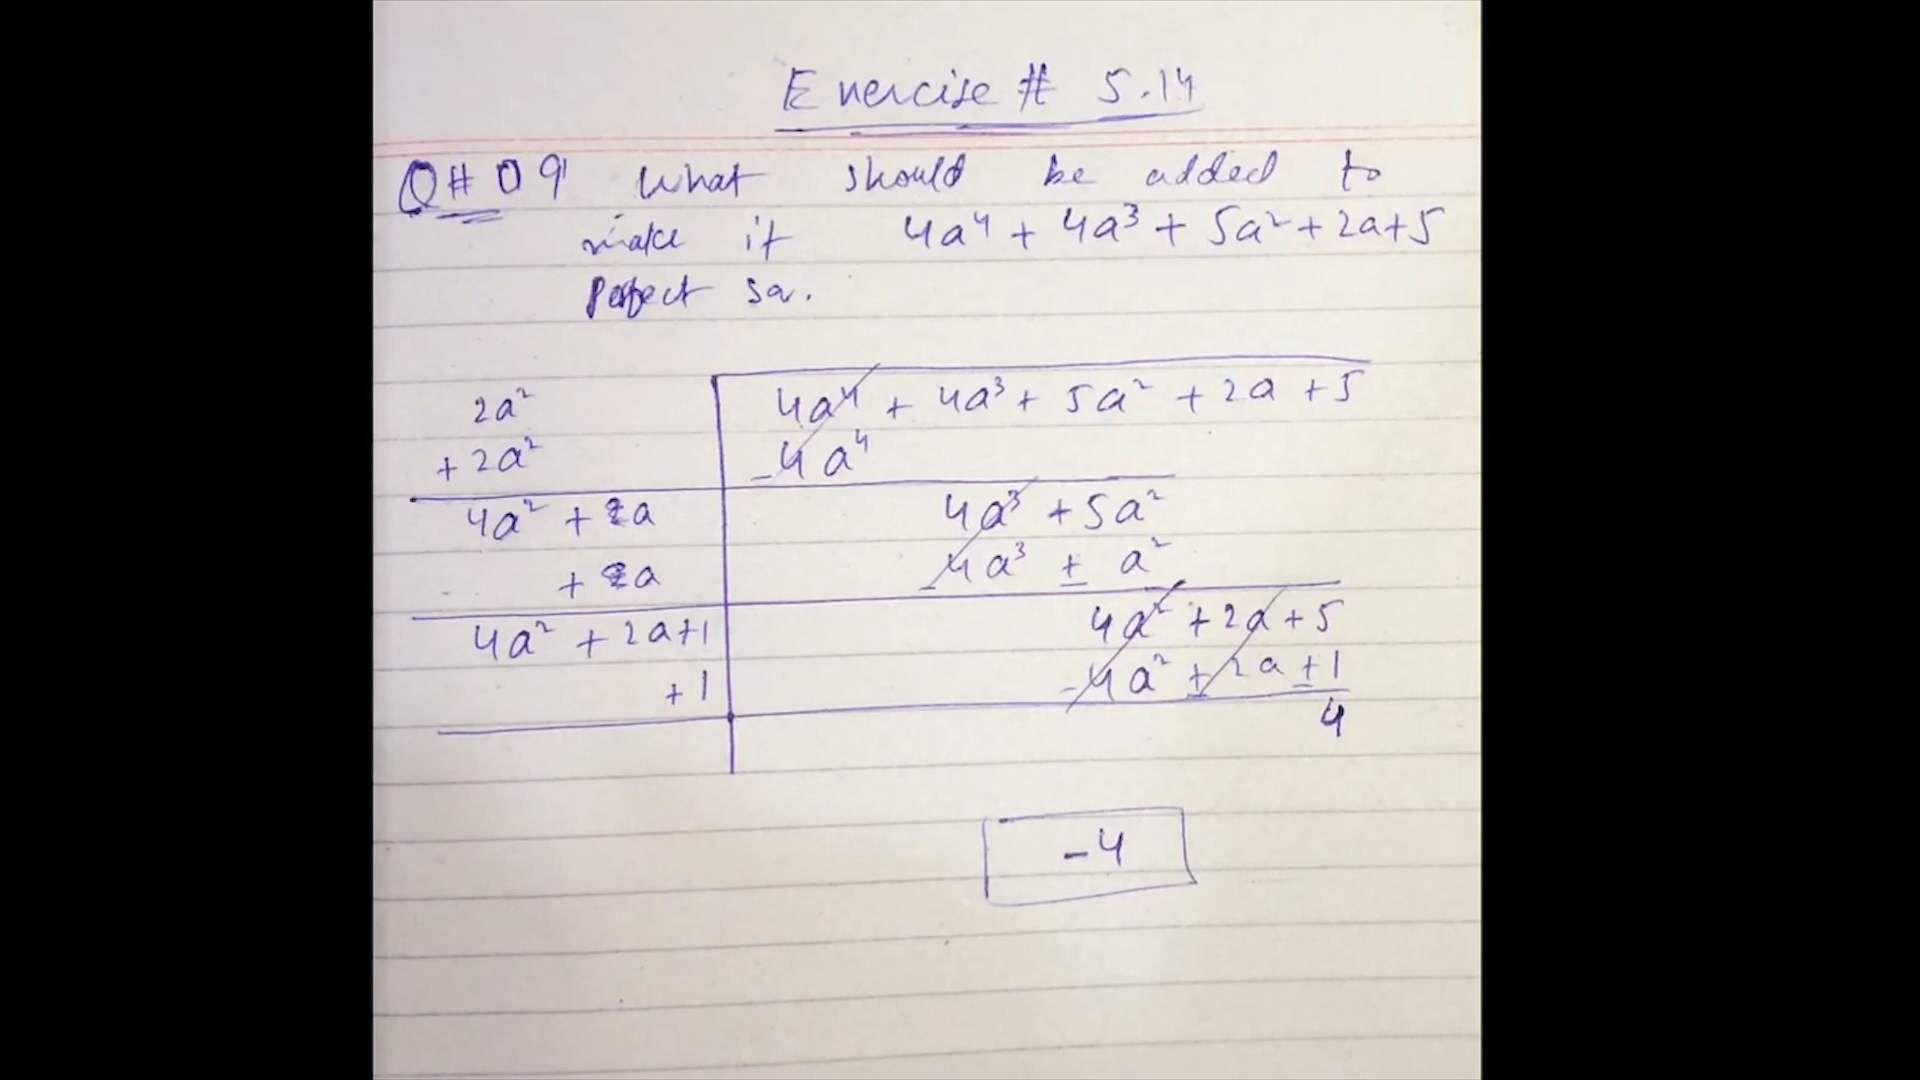 Exercise # 5.14
Q# 09 What should be added to
make it 4a⁴ + 4a³ + 5a² + 2a + 5
Perfect sq.
2a² 4a⁴ + 4a³ + 5a² + 2a + 5
+ 2a² - 4a⁴
4a² + a 4a³ + 5a²
+ a - 4a³ ± a²
4a² + 2a + 1 4a² + 2a + 5
+ 1 - 4a² ± 2a ± 1
4
- 4